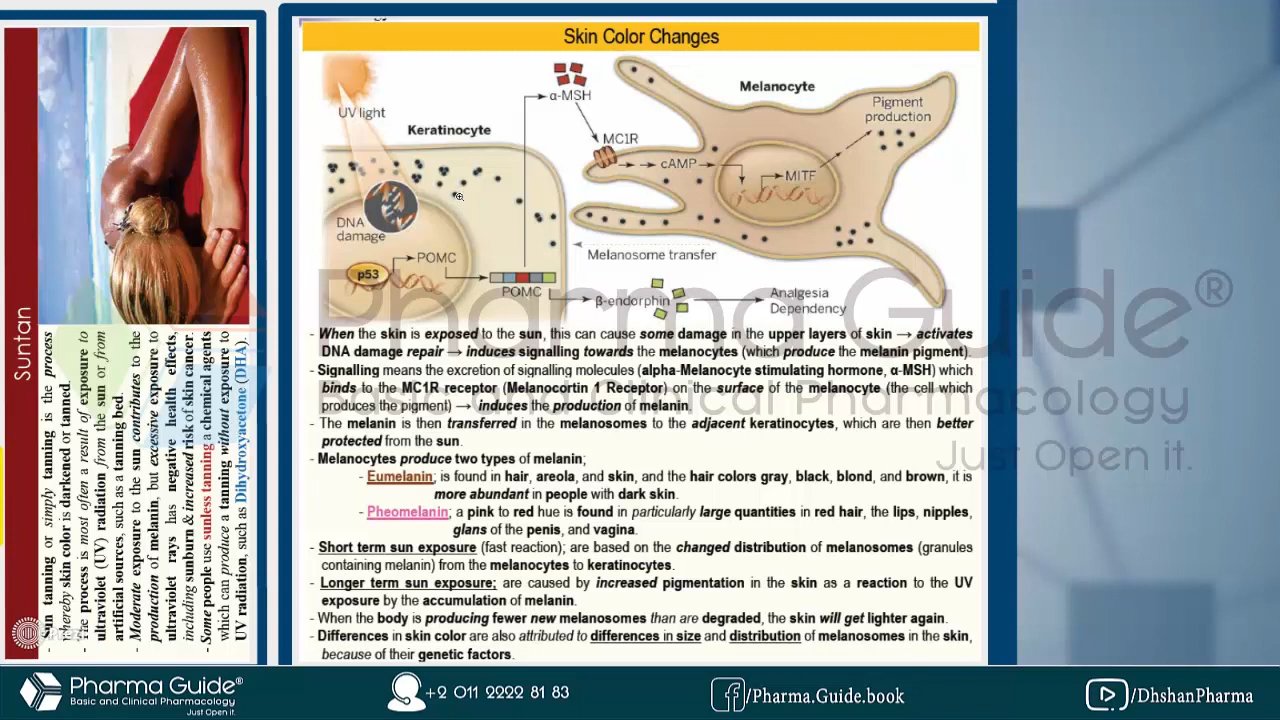 Suntan
- Sun tanning or simply tanning is the process
whereby skin color is darkened or tanned.
- The process is most often a result of exposure to
ultraviolet (UV) radiation from the sun or from
artificial sources, such as a tanning bed.
- Moderate exposure to the sun contributes to the
production of melanin, but excessive exposure to
ultraviolet rays has negative health effects,
including sunburn & increased risk of skin cancer.
- Some people use sunless tanning a chemical agents
which can produce a tanning without exposure to
UV radiation, such as Dihydroxyacetone (DHA).
Skin Color Changes
UV light
Keratinocyte
α-MSH
MC1R
cAMP
Melanocyte
MITF
Pigment
production
DNA
damage
p53
POMC
POMC
Melanosome transfer
β-endorphin
Analgesia
Dependency
- When the skin is exposed to the sun, this can cause some damage in the upper layers of skin → activates
DNA damage repair → induces signalling towards the melanocytes (which produce the melanin pigment).
- Signalling means the excretion of signalling molecules (alpha-Melanocyte stimulating hormone, α-MSH) which
binds to the MC1R receptor (Melanocortin 1 Receptor) on the surface of the melanocyte (the cell which
produces the pigment) → induces the production of melanin.
- The melanin is then transferred in the melanosomes to the adjacent keratinocytes, which are then better
protected from the sun.
- Melanocytes produce two types of melanin;
- Eumelanin; is found in hair, areola, and skin, and the hair colors gray, black, blond, and brown, it is
more abundant in people with dark skin.
- Pheomelanin; a pink to red hue is found in particularly large quantities in red hair, the lips, nipples,
glans of the penis, and vagina.
- Short term sun exposure (fast reaction); are based on the changed distribution of melanosomes (granules
containing melanin) from the melanocytes to keratinocytes.
- Longer term sun exposure; are caused by increased pigmentation in the skin as a reaction to the UV
exposure by the accumulation of melanin.
- When the body is producing fewer new melanosomes than are degraded, the skin will get lighter again.
- Differences in skin color are also attributed to differences in size and distribution of melanosomes in the skin,
because of their genetic factors.
Pharma Guide®
Basic and Clinical Pharmacology
Just Open it.
Pharma Guide®
Basic and Clinical Pharmacology
Just Open it.
+2 011 2222 81 83
/Pharma.Guide.book
/DhshanPharma